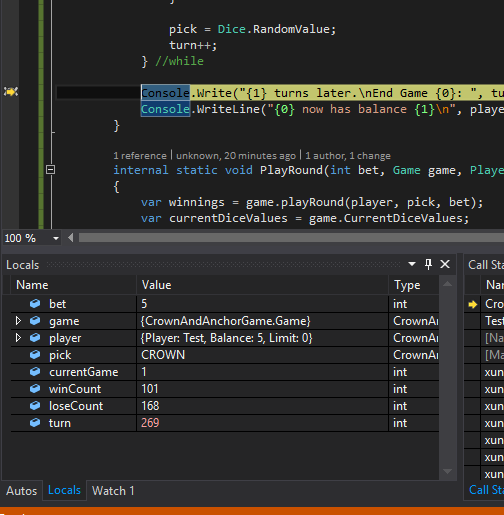 }
pick = Dice.RandomValue;
turn++;
} //while
Console.Write("{1} turns later.\nEnd Game {0}: ", tu
Console.WriteLine("{0} now has balance {1}\n", playe
}
1 reference | unknown, 20 minutes ago | 1 author, 1 change
internal static void PlayRound(int bet, Game game, Playe
{
var winnings = game.playRound(player, pick, bet);
var currentDiceValues = game.CurrentDiceValues;
100 %
Locals
Call Sta
Name Value Type
Na
bet 5 int
Cro
game {CrownAndAnchorGame.Game} CrownAn
Test
player {Player: Test, Balance: 5, Limit: 0} CrownAn
[Na
pick CROWN CrownAn
[Ma
currentGame 1 int
xun
winCount 101 int
xun
loseCount 168 int
xun
turn 269 int
xun
xun
xun
xun
Autos Locals Watch 1
Call Sta